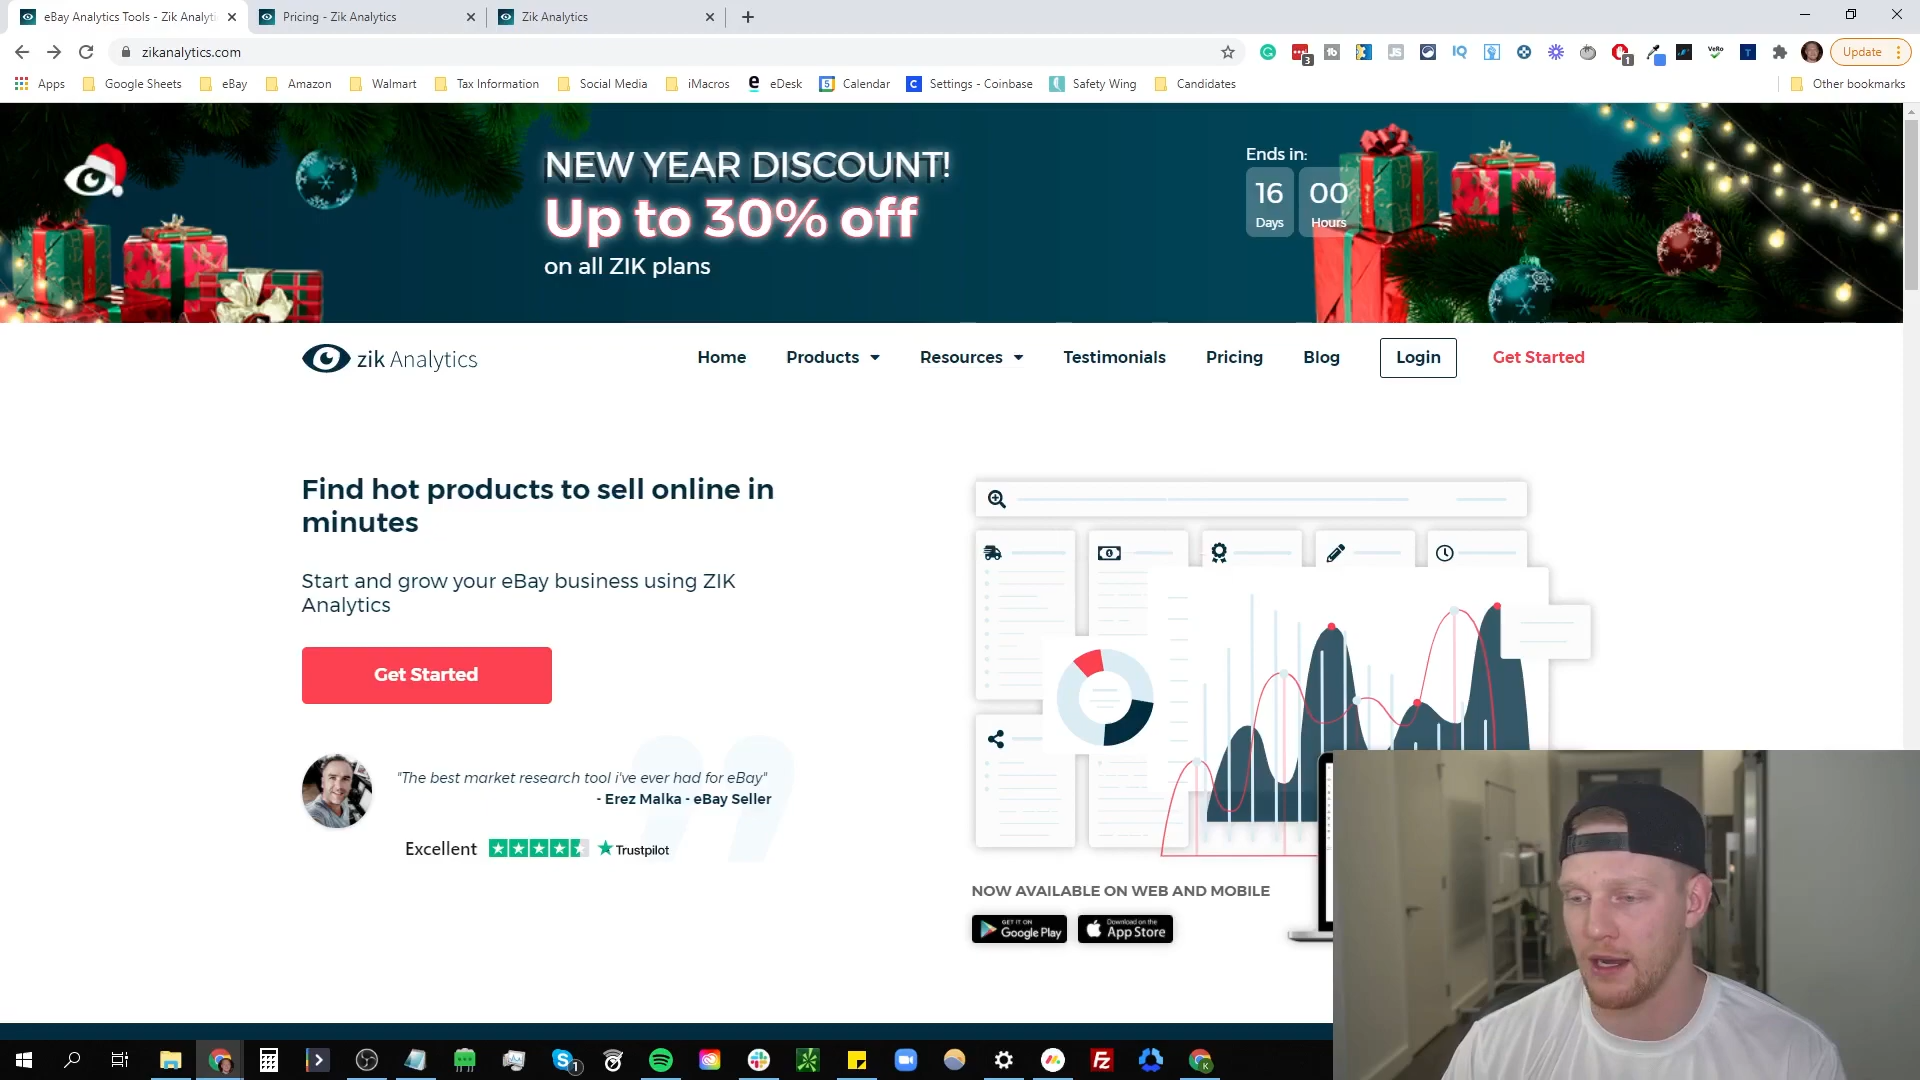 eBay Analytics Tools - Zik Analyti
Pricing - Zik Analytics
Zik Analytics
zikanalytics.com
Update
Apps
Google Sheets
eBay
Amazon
Walmart
Tax Information
Social Media
iMacros
eDesk
Calendar
Settings - Coinbase
Safety Wing
Candidates
Other bookmarks
NEW YEAR DISCOUNT!
Up to 30% off
on all ZIK plans
Ends in:
16 00
Days Hours
zik Analytics
Home
Products
Resources
Testimonials
Pricing
Blog
Login
Get Started
Find hot products to sell online in
minutes
Start and grow your eBay business using ZIK
Analytics
Get Started
"The best market research tool i've ever had for eBay"
- Erez Malka - eBay Seller
Excellent
Trustpilot
NOW AVAILABLE ON WEB AND MOBILE
GET IT ON
Google Play
Download on the
App Store